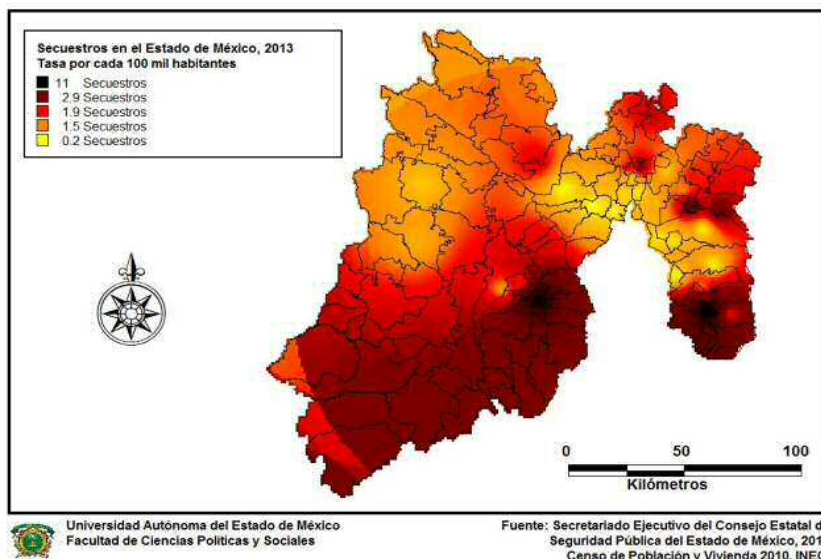 Secuestros en el Estado de México, 2013
Tasa por cada 100 mil habitantes
11 Secuestros
2.9 Secuestros
1.9 Secuestros
1.5 Secuestros
0.2 Secuestros
0 50 100
Kilómetros
Universidad Autónoma del Estado de México
Facultad de Ciencias Políticas y Sociales
Fuente: Secretariado Ejecutivo del Consejo Estatal d
Seguridad Pública del Estado de México, 201
Censo de Población y Vivienda 2010, INEG